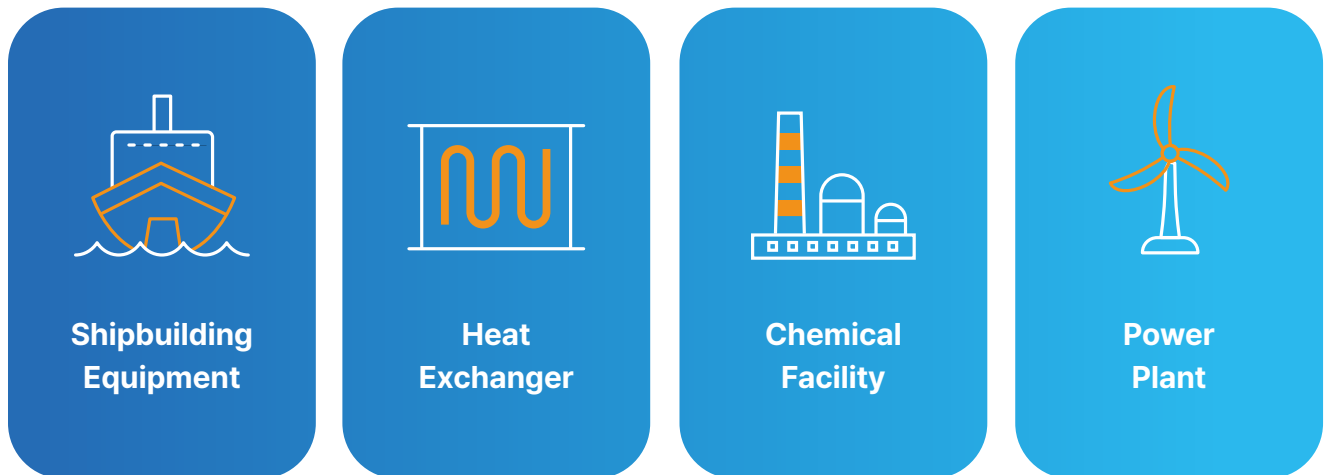 Shipbuilding
Equipment
Heat
Exchanger
Chemical
Facility
Power
Plant